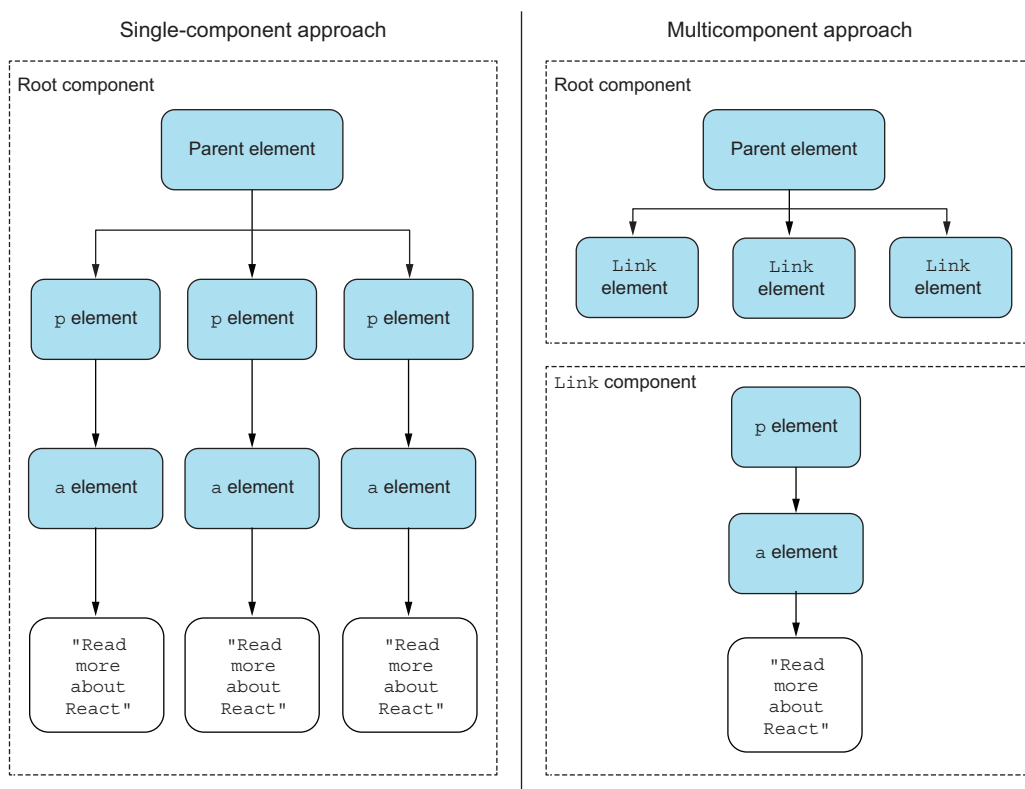 Single-component approach
Root component
Parent element
p element
p element
p element
a element
a element
a element
"Read
more
about
React"
"Read
more
about
React"
"Read
more
about
React"
Multicomponent approach
Root component
Parent element
Link
element
Link
element
Link
element
Link component
p element
a element
"Read
more
about
React"